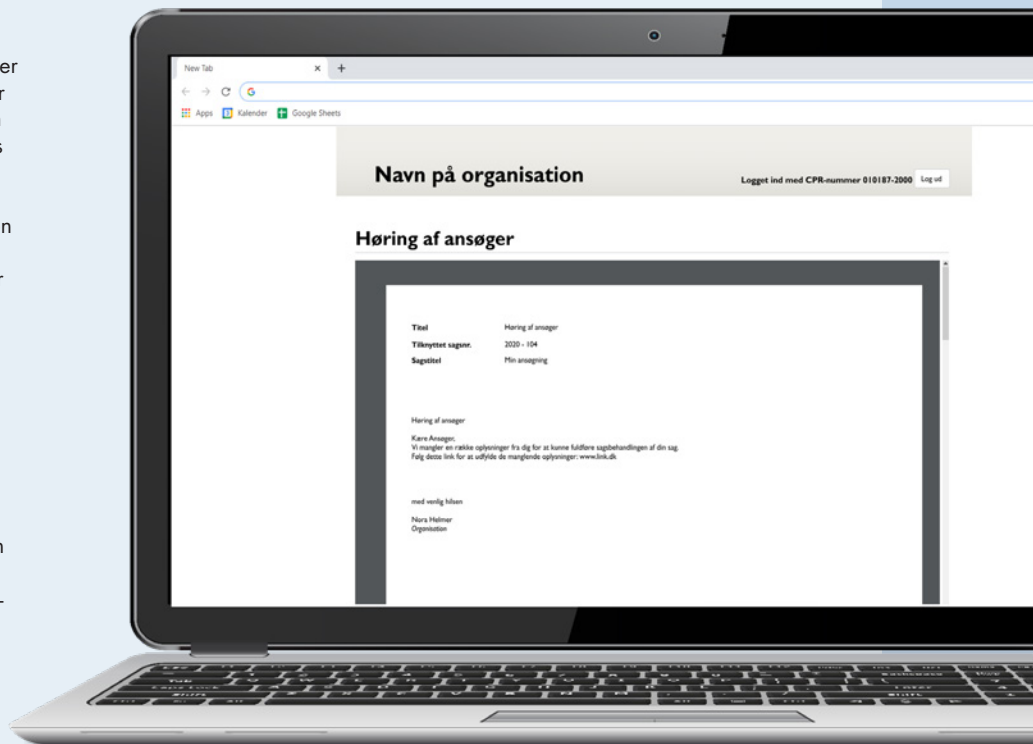 er
r
s
n
r
n
-
New Tab × +
G
Apps Kalender Google Sheets
Navn på organisation
Logget ind med CPR-nummer 010187-2000 Log ud
Høring af ansøger
Titel Høring af ansøger
Tilknyttet sagsnr. 2020 - 104
Sagstitel Min ansøgning
Høring af ansøger
Kære Ansøger,
Vi mangler en række oplysninger fra dig for at kunne fuldføre sagsbehandlingen af din sag.
Følg dette link for at udfylde de manglende oplysninger: www.link.dk
med venlig hilsen
Nora Helmer
Organisation